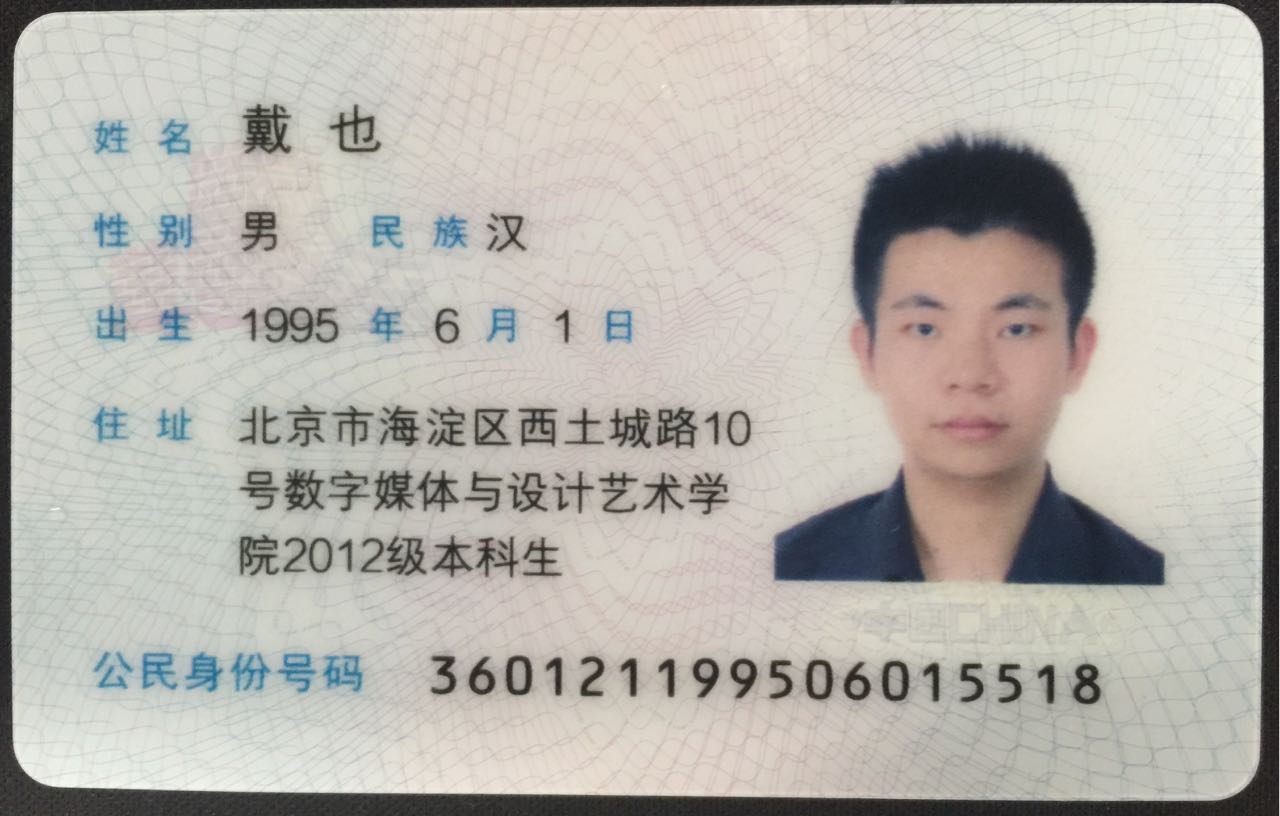 姓名 戴也
性别 男 民族 汉
出生 1995 年 6 月 1 日
住址 北京市海淀区西土城路10
号数字媒体与设计艺术学
院2012级本科生
公民身份号码 360121199506015518